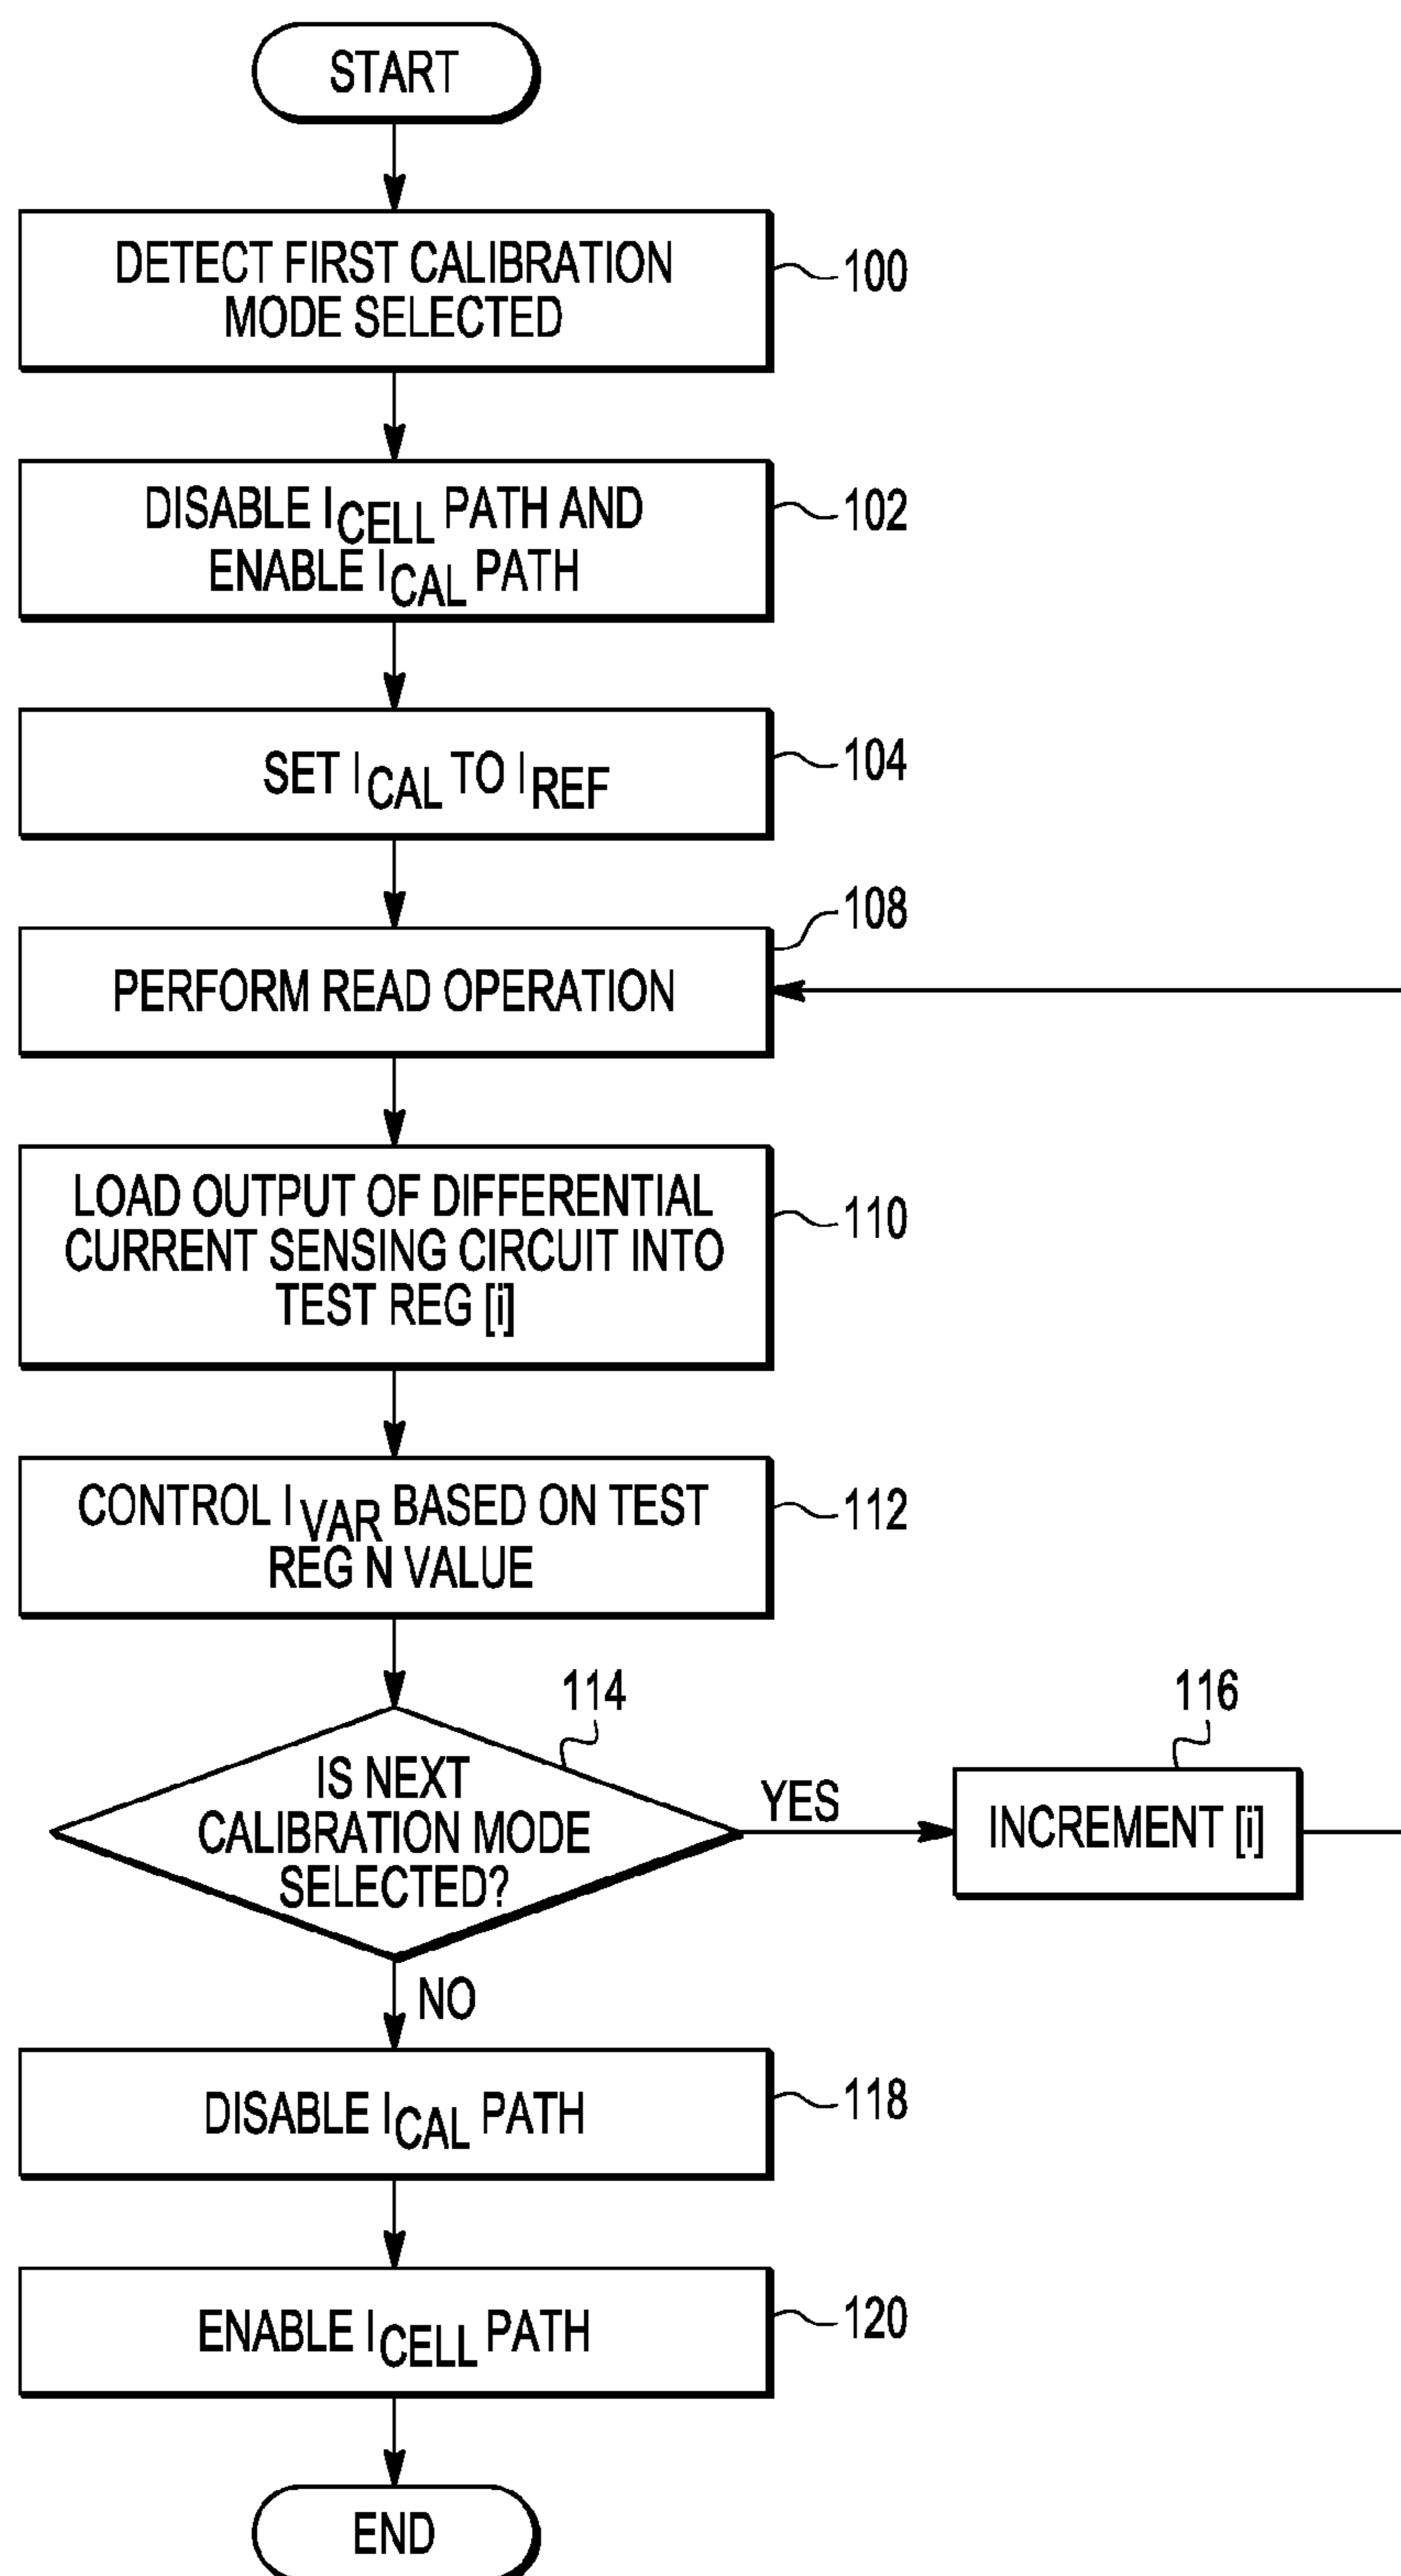 START
DETECT FIRST CALIBRATION
MODE SELECTED
100
DISABLE ICELL PATH AND
ENABLE ICAL PATH
102
SET ICAL TO IREF
104
108
PERFORM READ OPERATION
LOAD OUTPUT OF DIFFERENTIAL
CURRENT SENSING CIRCUIT INTO
TEST REG [i]
110
CONTROL IVAR BASED ON TEST
REG N VALUE
112
114
116
IS NEXT
CALIBRATION MODE
SELECTED?
YES
INCREMENT [i]
NO
DISABLE ICAL PATH
118
ENABLE ICELL PATH
120
END